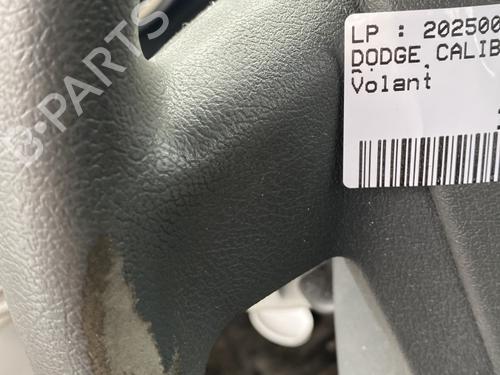 LP : 202500
DODGE CALIB
Volant
B-PARTS